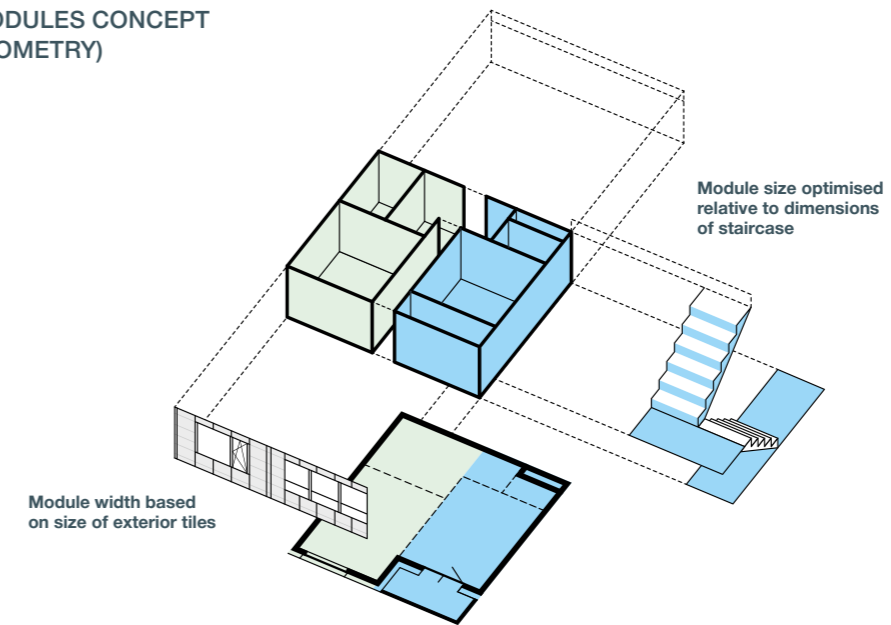 ODULES CONCEPT
OMETRY)
Module size optimised
relative to dimensions
of staircase
Module width based
on size of exterior tiles